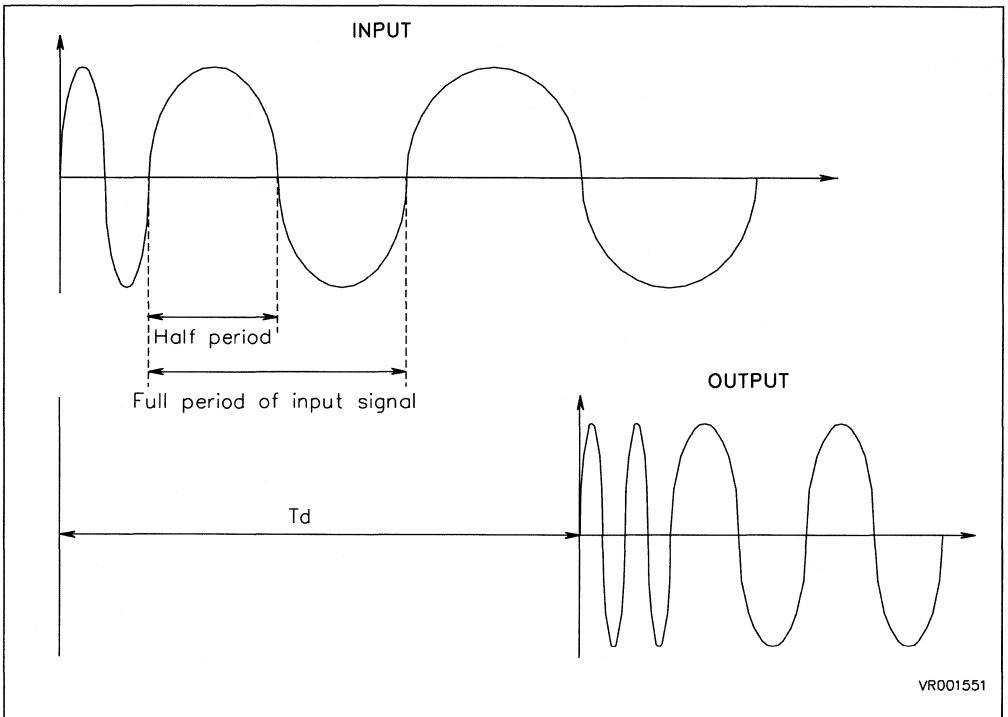 INPUT
Half period
Full period of input signal
OUTPUT
Td
VR001551